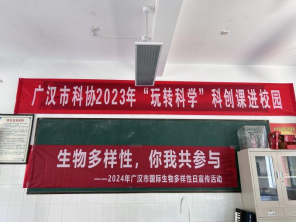 广汉市科协2023年“玩转科学”科创课进校园
生物多样性，你我共参与
——2024年广汉市国际生物多样性日宣传活动